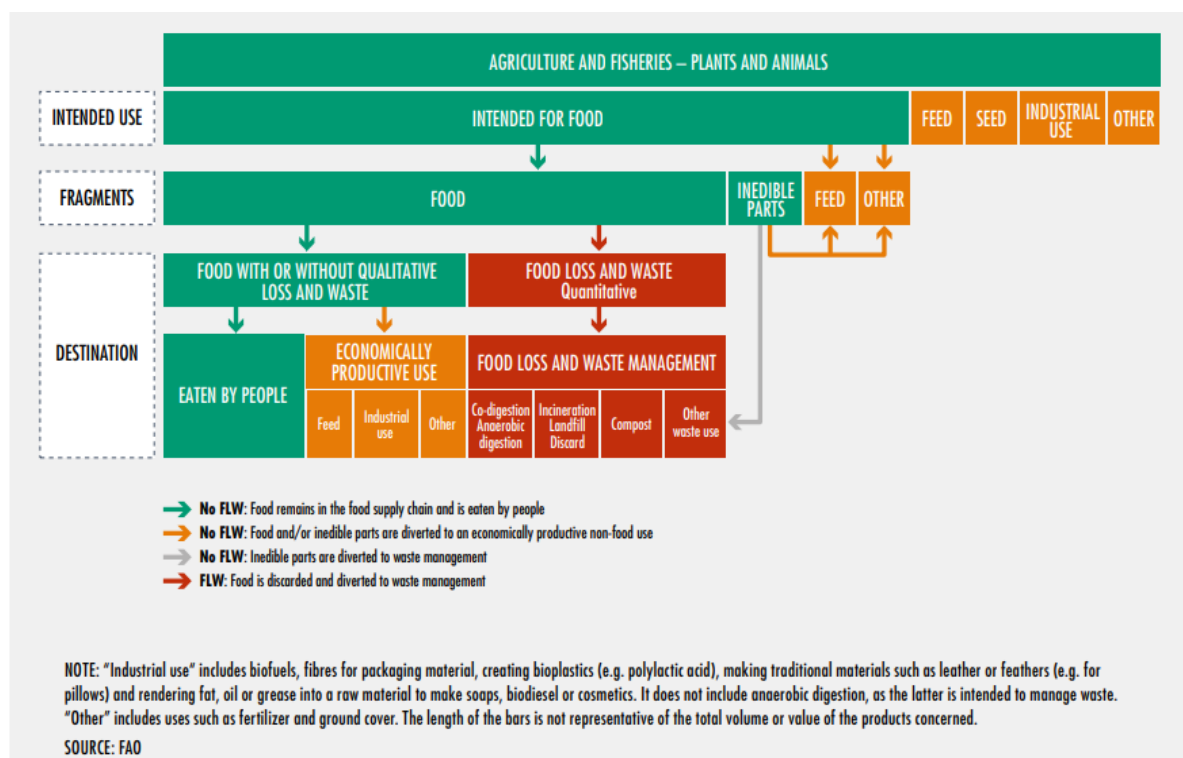 AGRICULTURE AND FISHERIES – PLANTS AND ANIMALS
INTENDED USE
INTENDED FOR FOOD
FEED
SEED
INDUSTRIAL
USE
OTHER
FRAGMENTS
FOOD
INEDIBLE
PARTS
FEED
OTHER
DESTINATION
FOOD WITH OR WITHOUT QUALITATIVE
LOSS AND WASTE
FOOD LOSS AND WASTE
Quantitative
EATEN BY PEOPLE
ECONOMICALLY
PRODUCTIVE USE
Feed
Industrial
use
Other
FOOD LOSS AND WASTE MANAGEMENT
Co-digestion
Anaerobic
digestion
Incineration
Landfill
Discard
Compost
Other
waste use
No FLW: Food remains in the food supply chain and is eaten by people
No FLW: Food and/or inedible parts are diverted to an economically productive non-food use
No FLW: Inedible parts are diverted to waste management
FLW: Food is discarded and diverted to waste management
NOTE: “Industrial use” includes biofuels, fibres for packaging material, creating bioplastics (e.g. polylactic acid), making traditional materials such as leather or feathers (e.g. for
pillows) and rendering fat, oil or grease into a raw material to make soaps, biodiesel or cosmetics. It does not include anaerobic digestion, as the latter is intended to manage waste.
“Other” includes uses such as fertilizer and ground cover. The length of the bars is not representative of the total volume or value of the products concerned.
SOURCE: FAO